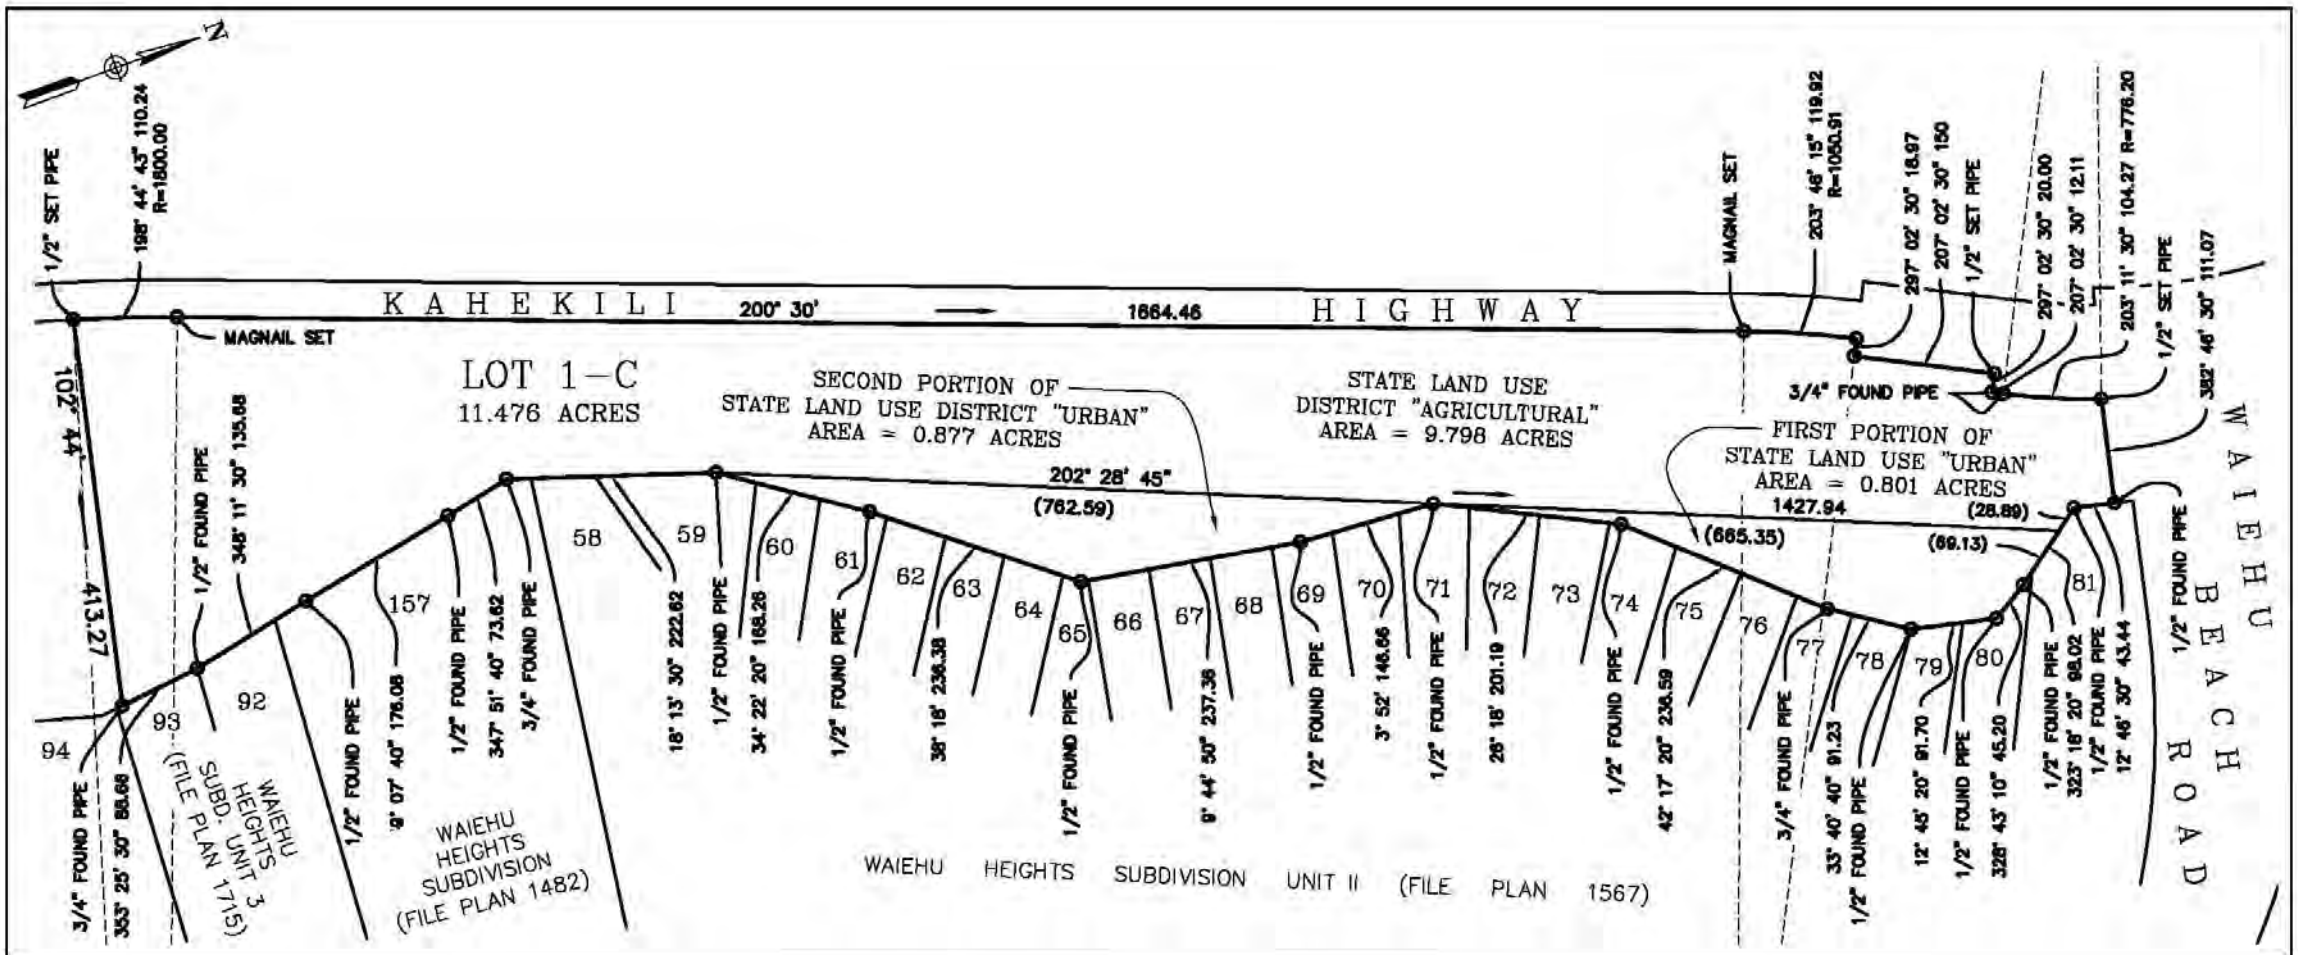 N
1/2" SET PIPE
198° 44' 43" 110.24
R=1800.00
MAGNAIL SET
203° 46' 15" 119.92
R=1050.91
297° 02' 30" 18.97
207° 02' 30" 150
1/2" SET PIPE
297° 02' 30" 20.00
207° 02' 30" 12.11
203° 11' 30" 104.27 R=776.20
1/2" SET PIPE
382° 46' 30" 111.07
KAHEKILI
200° 30'
1664.46
HIGHWAY
MAGNAIL SET
LOT 1-C
11.476 ACRES
SECOND PORTION OF
STATE LAND USE DISTRICT "URBAN"
AREA = 0.877 ACRES
STATE LAND USE
DISTRICT "AGRICULTURAL"
AREA = 9.798 ACRES
3/4" FOUND PIPE
FIRST PORTION OF
STATE LAND USE "URBAN"
AREA = 0.801 ACRES
102° 44'
413.27
202° 28' 45"
(762.59)
1427.94
(28.89)
(665.35)
(69.13)
WAIEHU
BEACH
ROAD
94
93
92
157
58
59
60
61
62
63
64
65
66
67
68
69
70
71
72
73
74
75
76
77
78
79
80
81
3/4" FOUND PIPE
353° 25' 30" 88.68
1/2" FOUND PIPE
348° 11' 30" 135.68
1/2" FOUND PIPE
9° 07' 40" 176.08
1/2" FOUND PIPE
347° 51' 40" 73.62
3/4" FOUND PIPE
18° 13' 30" 222.62
1/2" FOUND PIPE
34° 22' 20" 168.26
1/2" FOUND PIPE
38° 18' 236.38
1/2" FOUND PIPE
9° 44' 50" 237.36
1/2" FOUND PIPE
3° 52' 146.66
1/2" FOUND PIPE
26° 18' 201.19
1/2" FOUND PIPE
42° 17' 20" 236.59
3/4" FOUND PIPE
33° 40' 40" 91.23
1/2" FOUND PIPE
12° 45' 20" 91.70
1/2" FOUND PIPE
328° 43' 10" 45.20
1/2" FOUND PIPE
323° 18' 20" 98.02
1/2" FOUND PIPE
12° 46' 30" 43.44
1/2" FOUND PIPE
WAIEHU
HEIGHTS
SUBD. UNIT 3
(FILE PLAN 1715)
WAIEHU
HEIGHTS
SUBDIVISION
(FILE PLAN 1482)
WAIEHU HEIGHTS SUBDIVISION UNIT II (FILE PLAN 1567)